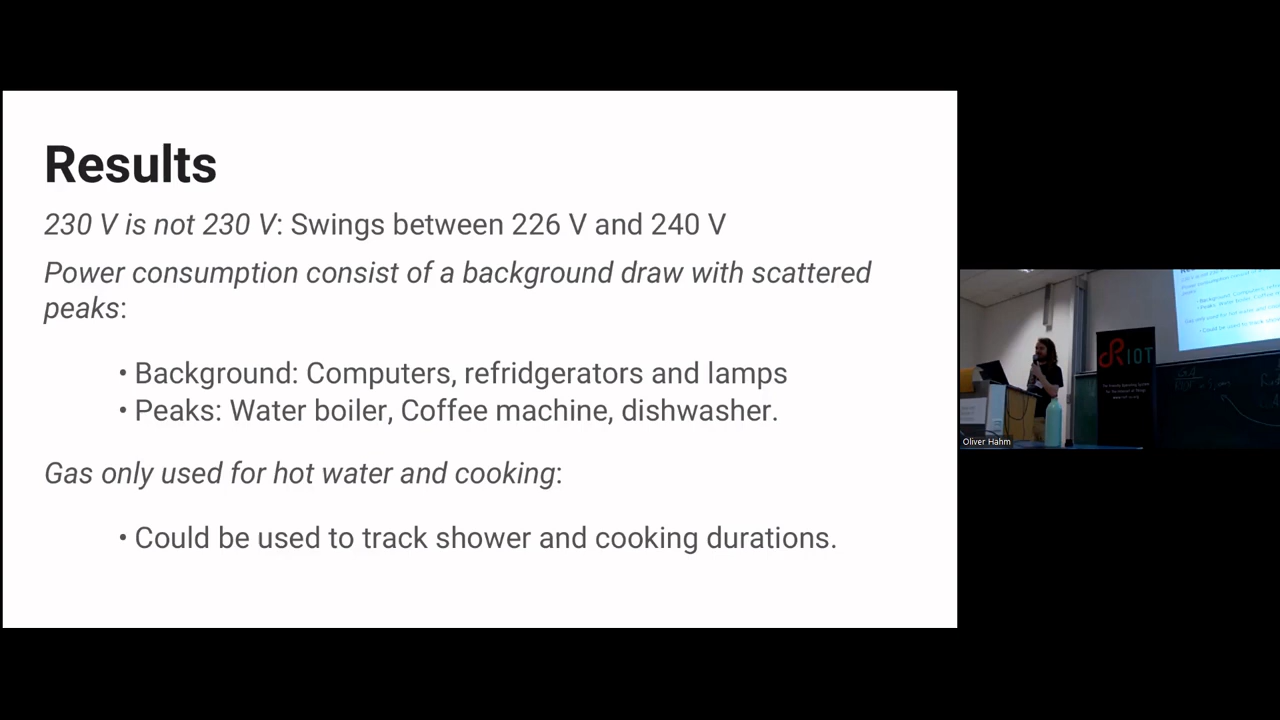 Results
230 V is not 230 V: Swings between 226 V and 240 V
Power consumption consist of a background draw with scattered
peaks:
• Background: Computers, refridgerators and lamps
• Peaks: Water boiler, Coffee machine, dishwasher.
Gas only used for hot water and cooking:
• Could be used to track shower and cooking durations.
RIOT
Oliver Hahm